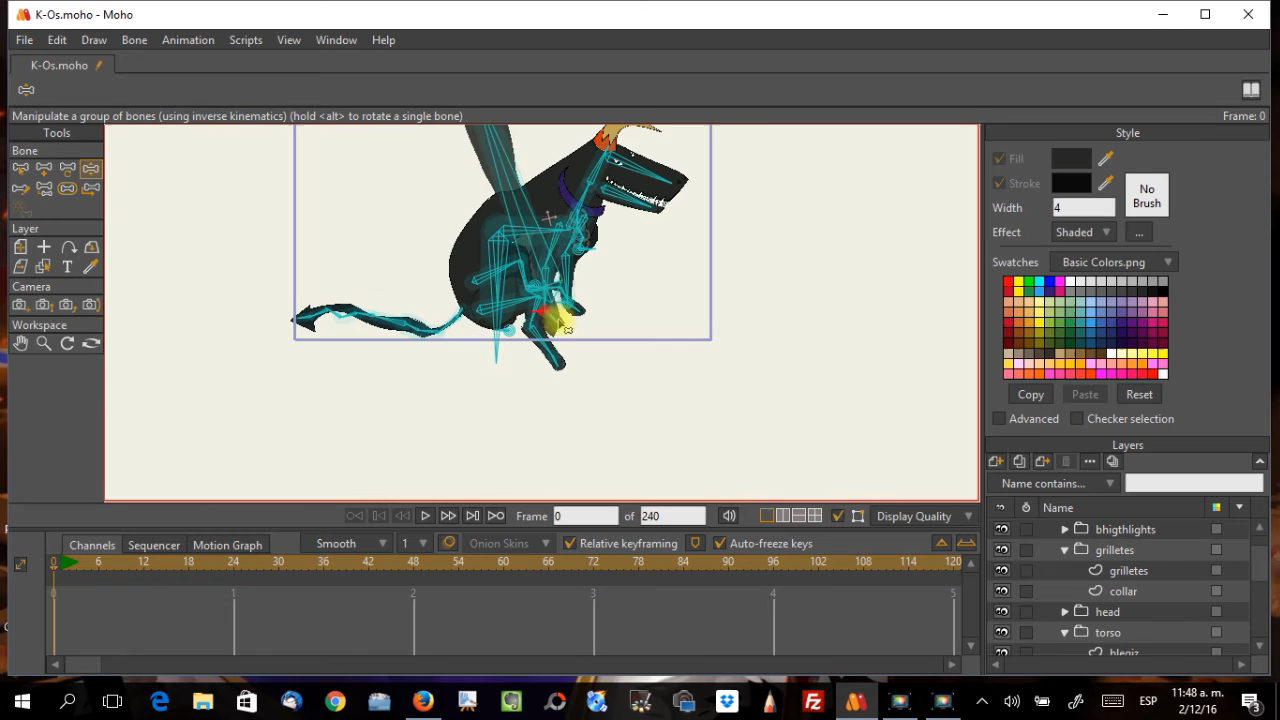 K-Os.moho - Moho
File Edit Draw Bone Animation Scripts View Window Help
K-Os.moho
Manipulate a group of bones (using inverse kinematics) (hold <alt> to rotate a single bone)
Frame: 0
Tools
Style
Bone
Fill
No Brush
Stroke
Width 4
Layer
Effect Shaded ...
Swatches Basic Colors.png
Camera
Workspace
Copy Paste Reset
Advanced Checker selection
Layers
Name contains...
Name
Frame 0 of 240 Display Quality
bhigthlights
Channels Sequencer Motion Graph Smooth 1 Onion Skins Relative keyframing Auto-freeze keys
grilletes
0 6 12 18 24 30 36 42 48 54 60 66 72 78 84 90 96 102 108 114 120
grilletes
0 1 2 3 4 5
collar
head
torso
blegiz
ESP
11:48 a. m.
2/12/16
3